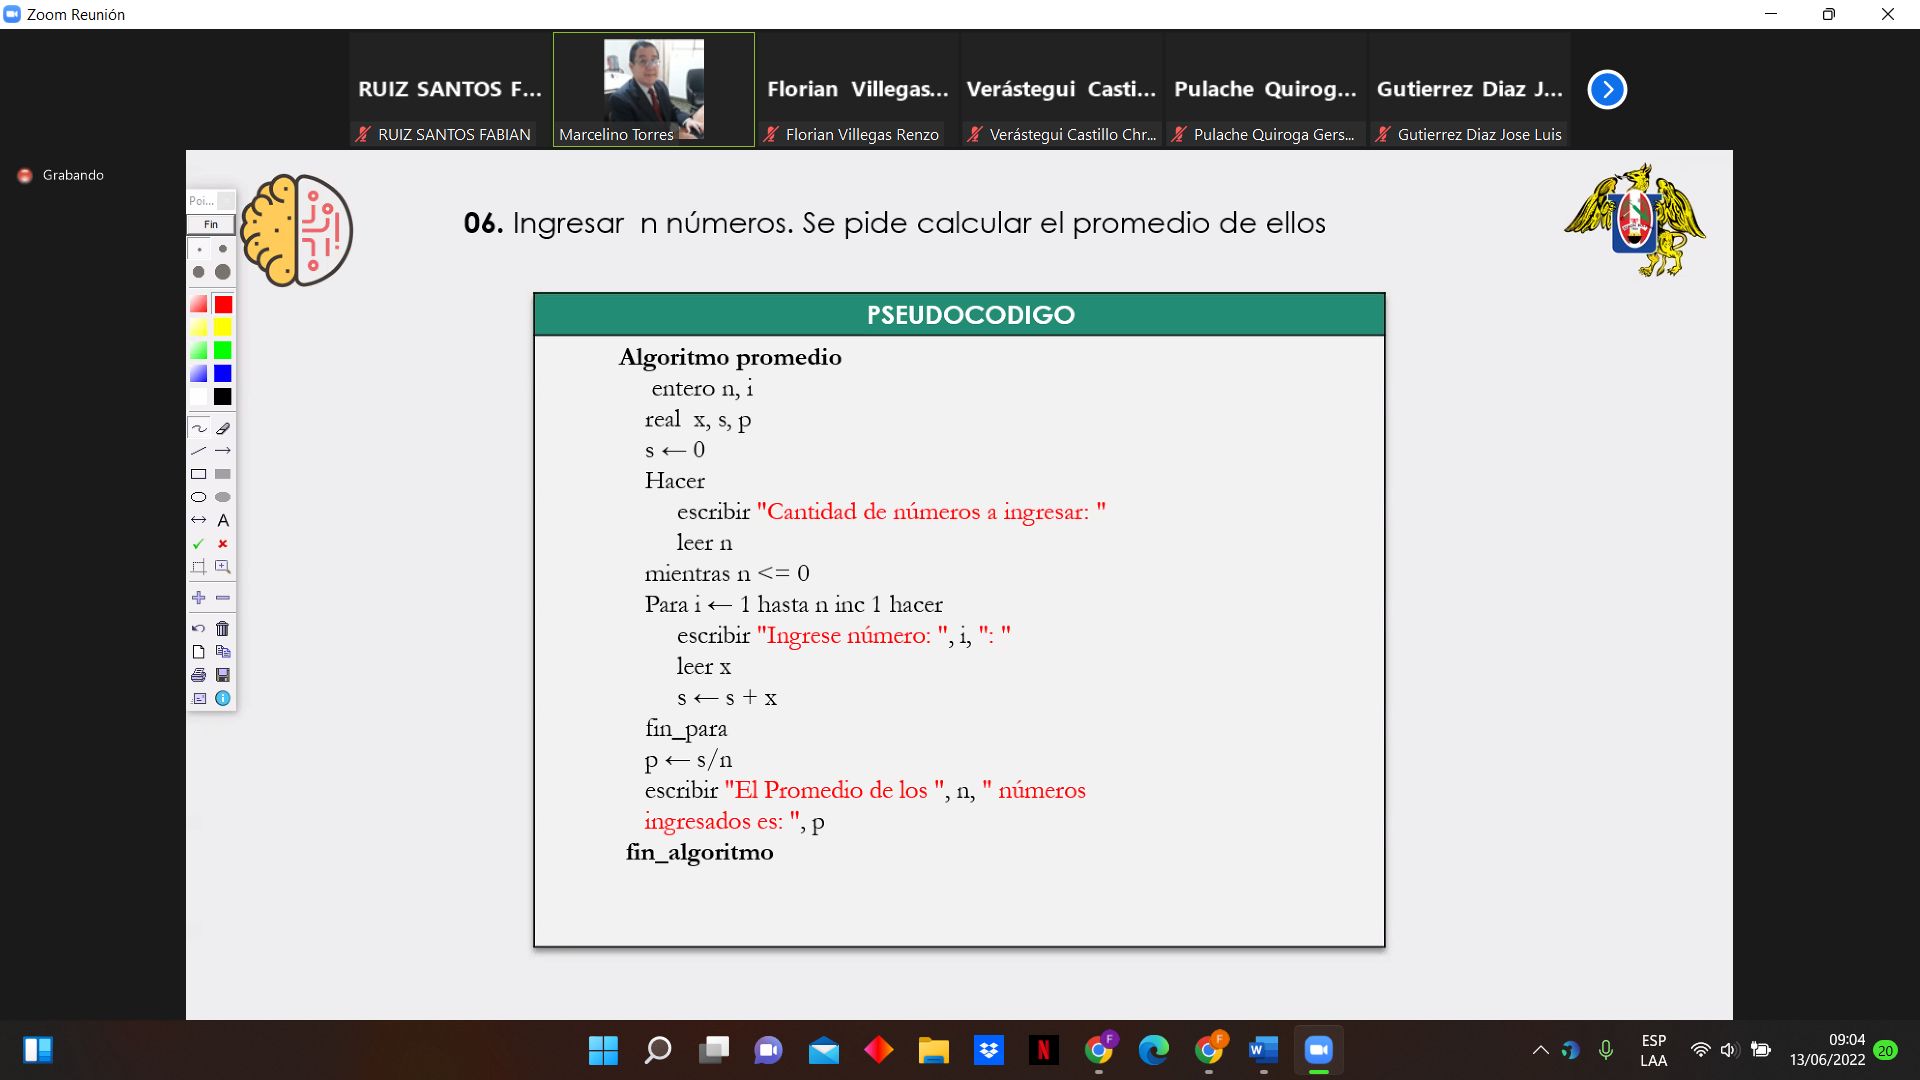 Zoom Reunión
RUIZ SANTOS F...
Florian Villegas...
Verástegui Casti...
Pulache Quirog...
Gutierrez Diaz J...
RUIZ SANTOS FABIAN
Marcelino Torres
Florian Villegas Renzo
Verástegui Castillo Chr...
Pulache Quiroga Gers...
Gutierrez Diaz Jose Luis
Grabando
Poi...
Fin
A
06. Ingresar n números. Se pide calcular el promedio de ellos
PSEUDOCODIGO
Algoritmo promedio
entero n, i
real x, s, p
s ← 0
Hacer
escribir "Cantidad de números a ingresar: "
leer n
mientras n <= 0
Para i ← 1 hasta n inc 1 hacer
escribir "Ingrese número: ", i, ": "
leer x
s ← s + x
fin_para
p ← s/n
escribir "El Promedio de los ", n, " números
ingresados es: ", p
fin_algoritmo
N
F
F
W
ESP
LAA
09:04
13/06/2022
20